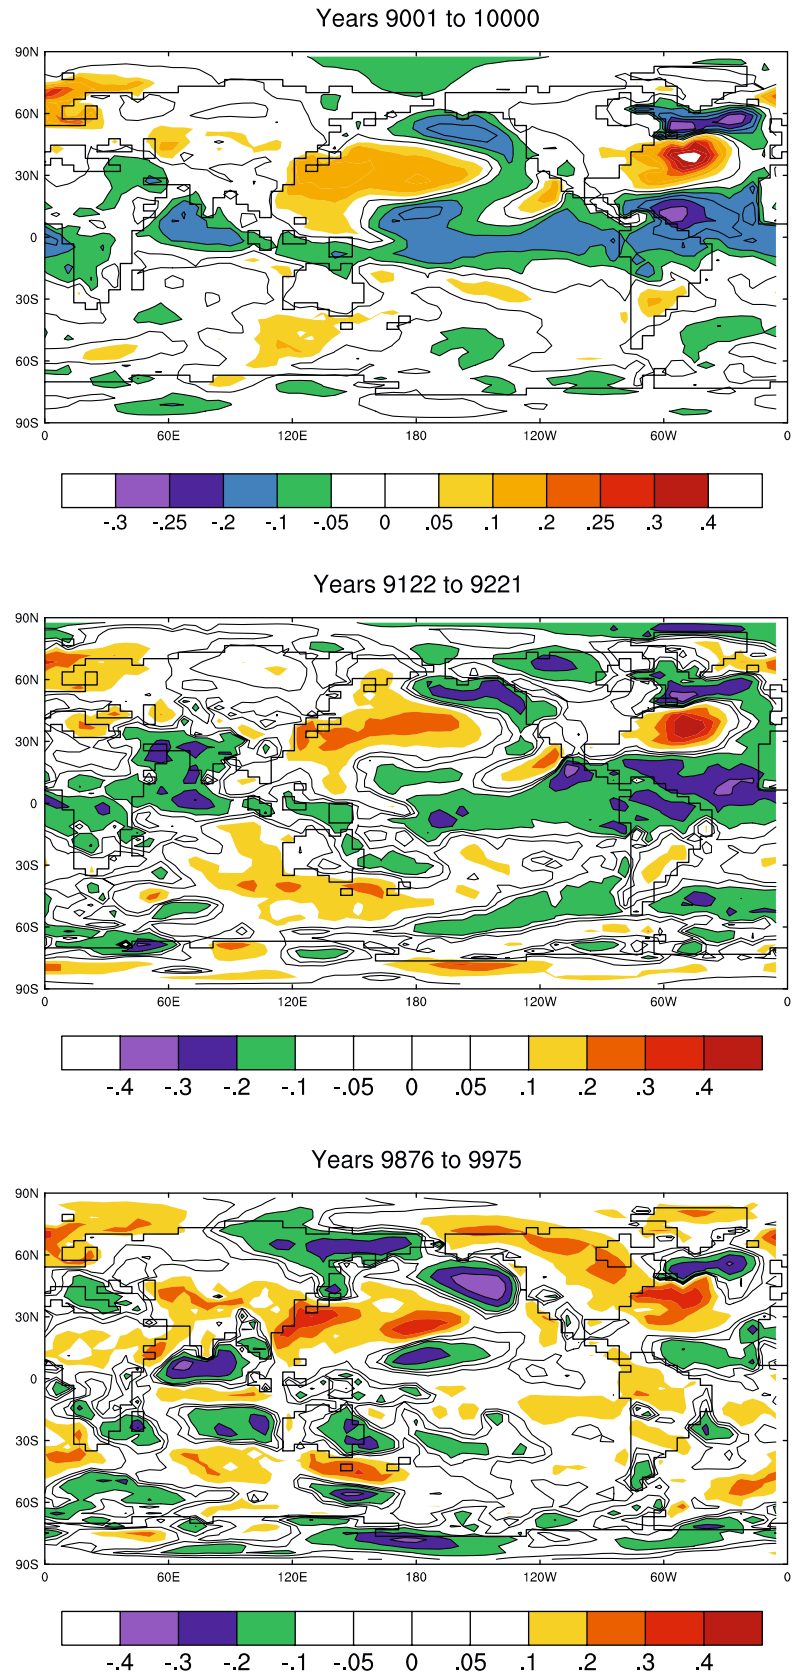 Years 9001 to 10000
90N
60N
30N
0
30S
60S
90S
0 60E 120E 180 120W 60W 0
-.3 -.25 -.2 -.1 -.05 0 .05 .1 .2 .25 .3 .4
Years 9122 to 9221
90N
60N
30N
0
30S
60S
90S
0 60E 120E 180 120W 60W 0
-.4 -.3 -.2 -.1 -.05 0 .05 .1 .2 .3 .4
Years 9876 to 9975
90N
60N
30N
0
30S
60S
90S
0 60E 120E 180 120W 60W 0
-.4 -.3 -.2 -.1 -.05 0 .05 .1 .2 .3 .4